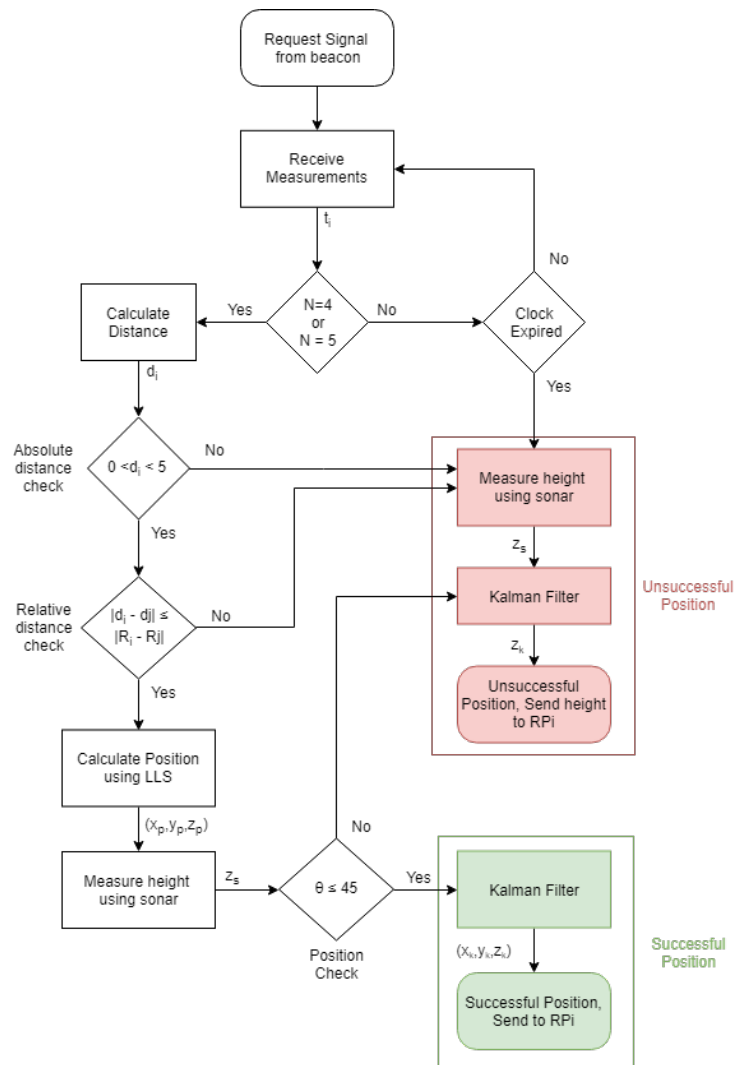 Request Signal
from beacon
Receive
Measurements
tᵢ
No
Calculate
Distance
Yes
N=4
or
N = 5
No
Clock
Expired
dᵢ
Yes
Absolute
distance
check
0 <dᵢ < 5
No
Measure height
using sonar
Yes
zₛ
Unsuccessful
Position
Relative
distance
check
|dᵢ - dj| ≤
|Rᵢ - Rj|
No
Kalman Filter
zₖ
Yes
Unsuccessful
Position, Send height
to RPi
Calculate Position
using LLS
(xₚ,yₚ,zₚ)
No
Measure height
using sonar
zₛ
θ ≤ 45
Yes
Kalman Filter
Position
Check
(xₖ,yₖ,zₖ)
Successful
Position
Successful Position,
Send to RPi